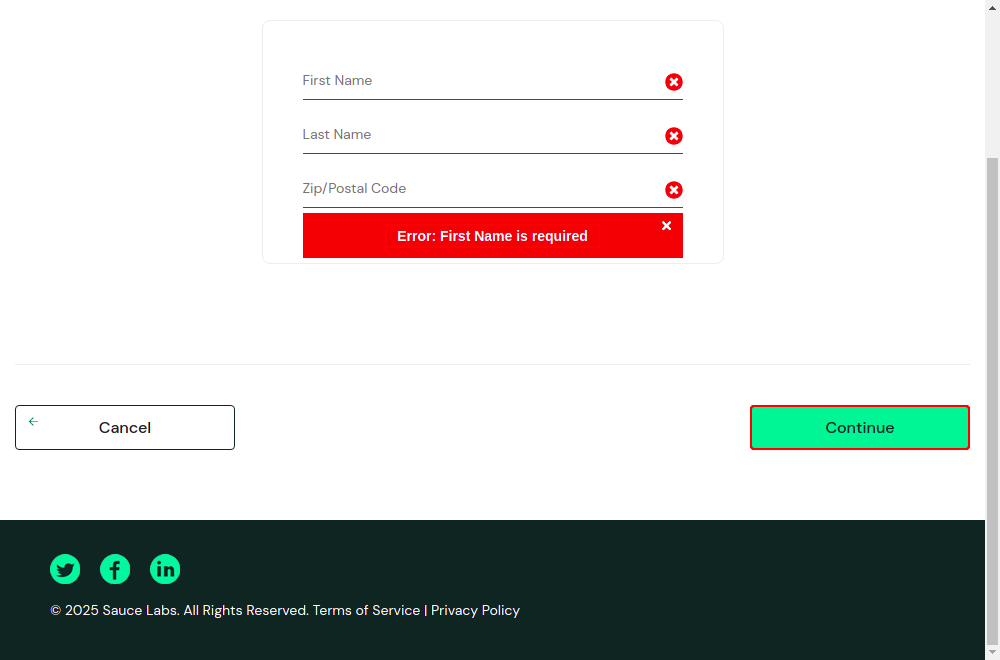 First Name
Last Name
Zip/Postal Code
Error: First Name is required
Cancel
Continue
© 2025 Sauce Labs. All Rights Reserved. Terms of Service | Privacy Policy